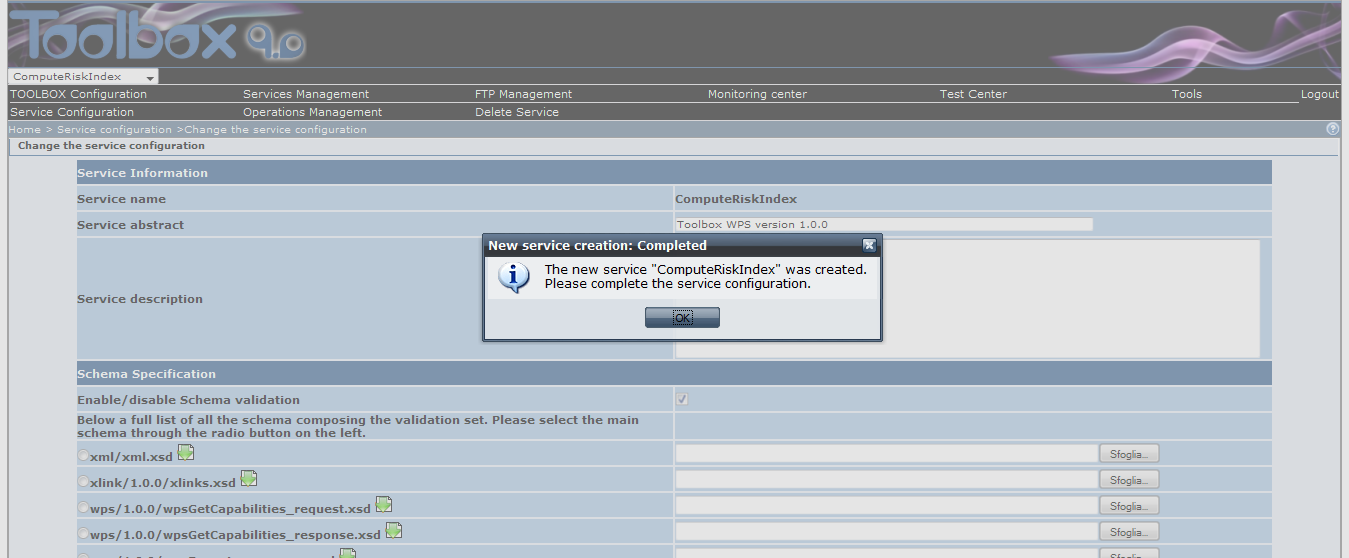 Toolbox 9.0
ComputeRiskIndex
TOOLBOX Configuration Services Management FTP Management Monitoring center Test Center Tools Logout
Service Configuration Operations Management Delete Service
Home > Service configuration >Change the service configuration
Change the service configuration
Service Information
Service name ComputeRiskIndex
Service abstract Toolbox WPS version 1.0.0
New service creation: Completed
The new service "ComputeRiskIndex" was created.
Please complete the service configuration.
OK
Service description
Schema Specification
Enable/disable Schema validation
Below a full list of all the schema composing the validation set. Please select the main
schema through the radio button on the left.
xml/xml.xsd Sfoglia...
xlink/1.0.0/xlinks.xsd Sfoglia...
wps/1.0.0/wpsGetCapabilities_request.xsd Sfoglia...
wps/1.0.0/wpsGetCapabilities_response.xsd Sfoglia...
Sfoglia...